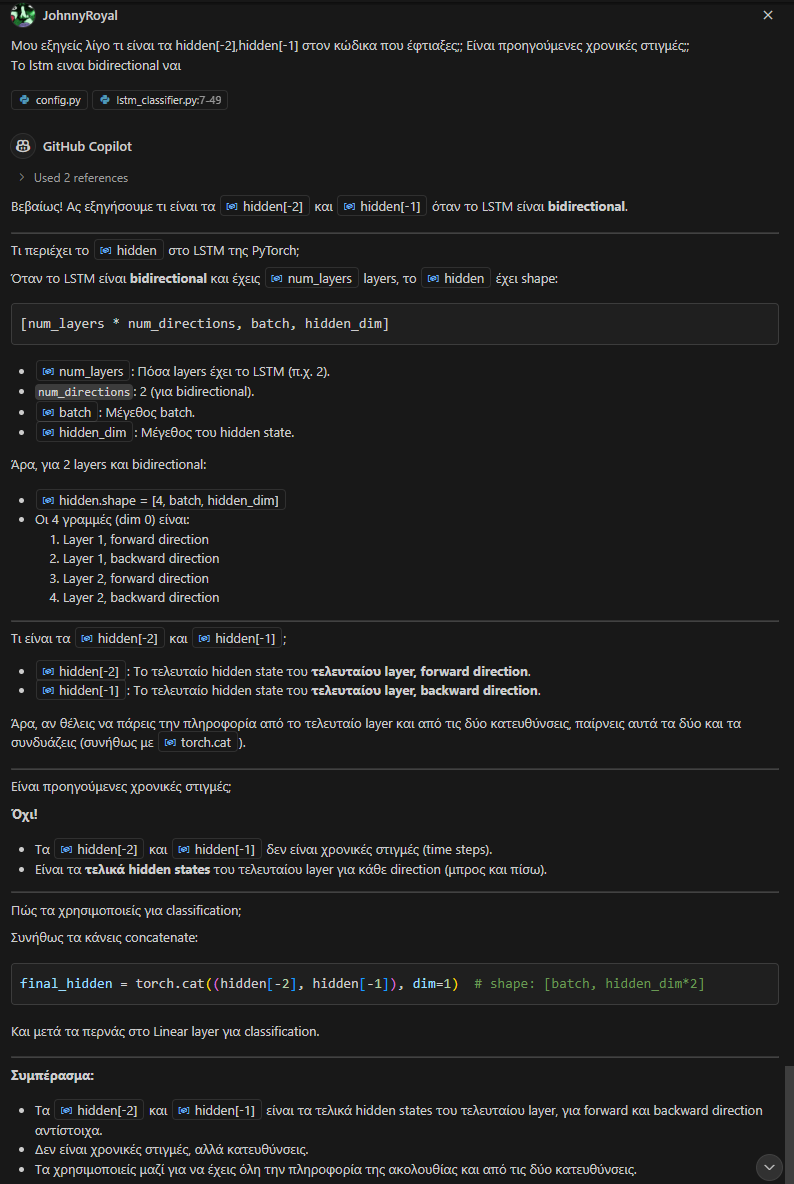 JohnnyRoyal
Μου εξηγείς λίγο τι είναι τα hidden[-2],hidden[-1] στον κώδικα που έφτιαξες;; Είναι προηγούμενες χρονικές στιγμές;;
Το lstm ειναι bidirectional ναι
config.py lstm_classifier.py:7-49
GitHub Copilot
Used 2 references
Βεβαίως! Ας εξηγήσουμε τι είναι τα hidden[-2] και hidden[-1] όταν το LSTM είναι bidirectional.
Τι περιέχει το hidden στο LSTM της PyTorch;
Όταν το LSTM είναι bidirectional και έχεις num_layers layers, το hidden έχει shape:
[num_layers * num_directions, batch, hidden_dim]
• num_layers : Πόσα layers έχει το LSTM (π.χ. 2).
• num_directions: 2 (για bidirectional).
• batch : Μέγεθος batch.
• hidden_dim : Μέγεθος του hidden state.
Άρα, για 2 layers και bidirectional:
• hidden.shape = [4, batch, hidden_dim]
• Οι 4 γραμμές (dim 0) είναι:
1. Layer 1, forward direction
2. Layer 1, backward direction
3. Layer 2, forward direction
4. Layer 2, backward direction
Τι είναι τα hidden[-2] και hidden[-1] ;
• hidden[-2] : Το τελευταίο hidden state του τελευταίου layer, forward direction.
• hidden[-1] : Το τελευταίο hidden state του τελευταίου layer, backward direction.
Άρα, αν θέλεις να πάρεις την πληροφορία από το τελευταίο layer και από τις δύο κατευθύνσεις, παίρνεις αυτά τα δύο και τα
συνδυάζεις (συνήθως με torch.cat ).
Είναι προηγούμενες χρονικές στιγμές;
Όχι!
• Τα hidden[-2] και hidden[-1] δεν είναι χρονικές στιγμές (time steps).
• Είναι τα τελικά hidden states του τελευταίου layer για κάθε direction (μπρος και πίσω).
Πώς τα χρησιμοποιείς για classification;
Συνήθως τα κάνεις concatenate:
final_hidden = torch.cat((hidden[-2], hidden[-1]), dim=1)  # shape: [batch, hidden_dim*2]
Και μετά τα περνάς στο Linear layer για classification.
Συμπέρασμα:
• Τα hidden[-2] και hidden[-1] είναι τα τελικά hidden states του τελευταίου layer, για forward και backward direction
αντίστοιχα.
• Δεν είναι χρονικές στιγμές, αλλά κατευθύνσεις.
• Τα χρησιμοποιείς μαζί για να έχεις όλη την πληροφορία της ακολουθίας και από τις δύο κατευθύνσεις.